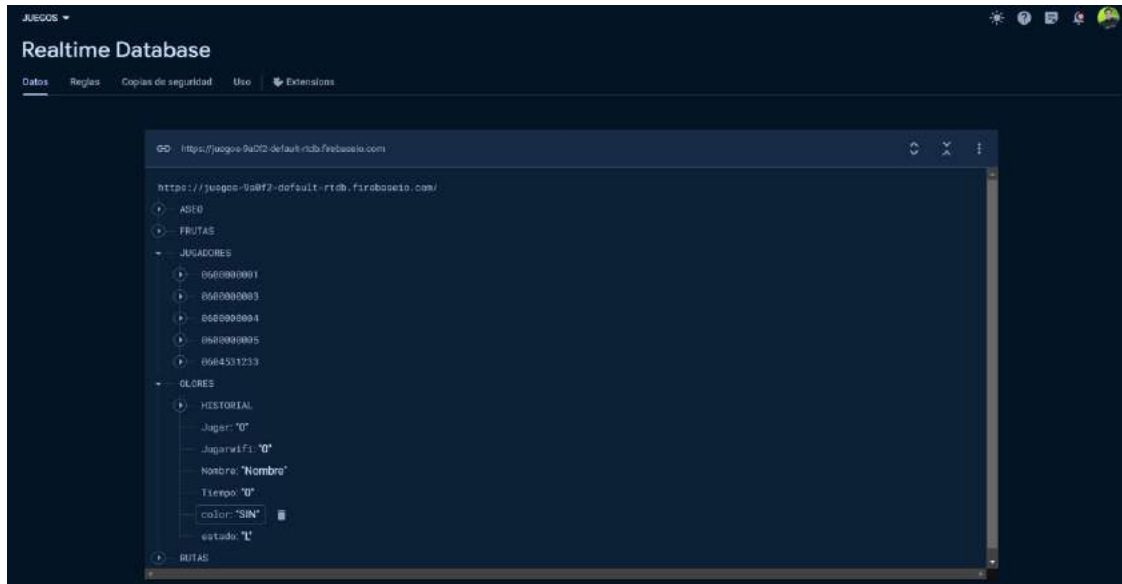 JUEGOS
Realtime Database
Datos Reglas Copias de seguridad Uso Extensions
https://juegos-9a0f2-default-rtdb.firebaseio.com
https://juegos-9a0f2-default-rtdb.firebaseio.com/
ASEO
FRUTAS
JUGADORES
0600000001
0600000003
0600000004
0600000005
0604531233
OLORES
HISTORIAL
Jugar: "0"
Jugarwifi: "0"
Nombre: "Nombre"
Tiempo: "0"
color: "SIN"
estado: "L"
RUTAS